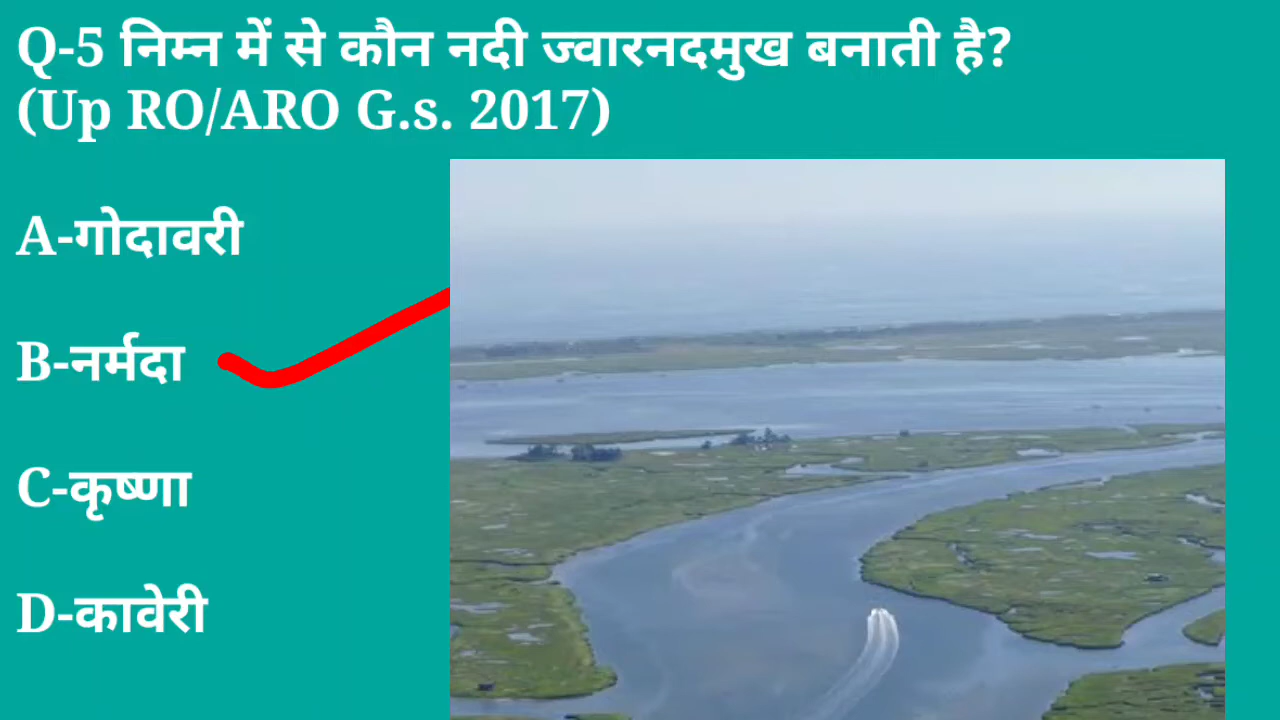 Q-5 निम्न में से कौन नदी ज्वारनदमुख बनाती है?
(Up RO/ARO G.s. 2017)
A-गोदावरी
B-नर्मदा
C-कृष्णा
D-कावेरी